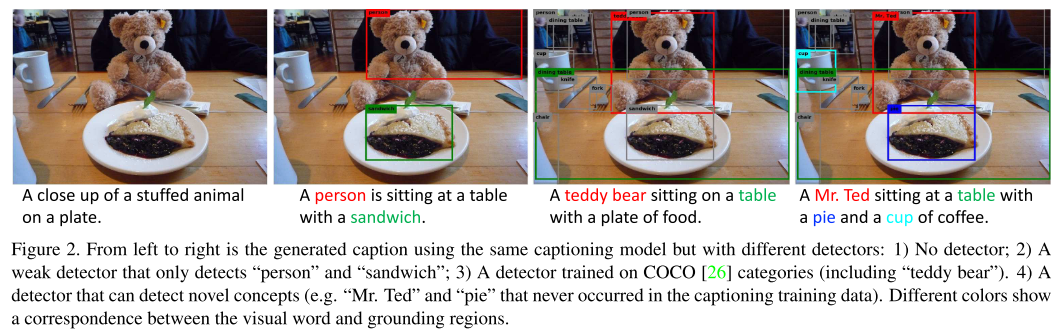 person
sandwich
person
dining table
cup
dining table
knife
fork
sandwich
chair
person
dining table
Mr. Ted
cup
dining table
knife
fork
chair
A close up of a stuffed animal
on a plate.
A person is sitting at a table
with a sandwich.
A teddy bear sitting on a table
with a plate of food.
A Mr. Ted sitting at a table with
a pie and a cup of coffee.
Figure 2. From left to right is the generated caption using the same captioning model but with different detectors: 1) No detector; 2) A
weak detector that only detects “person” and “sandwich”; 3) A detector trained on COCO [26] categories (including “teddy bear”). 4) A
detector that can detect novel concepts (e.g. “Mr. Ted” and “pie” that never occurred in the captioning training data). Different colors show
a correspondence between the visual word and grounding regions.